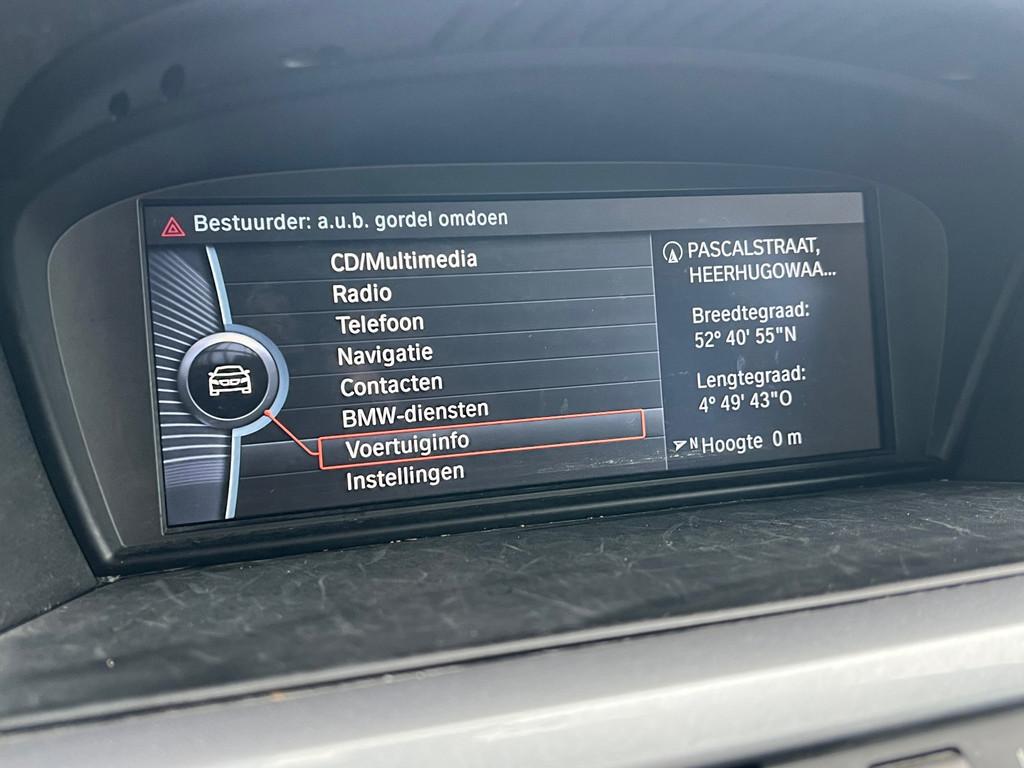 Bestuurder: a.u.b. gordel omdoen
CD/Multimedia
Radio
Telefoon
Navigatie
Contacten
BMW-diensten
Voertuiginfo
Instellingen
PASCALSTRAAT,
HEERHUGOWAA...
Breedtegraad:
52° 40' 55"N
Lengtegraad:
4° 49' 43"O
N Hoogte 0 m